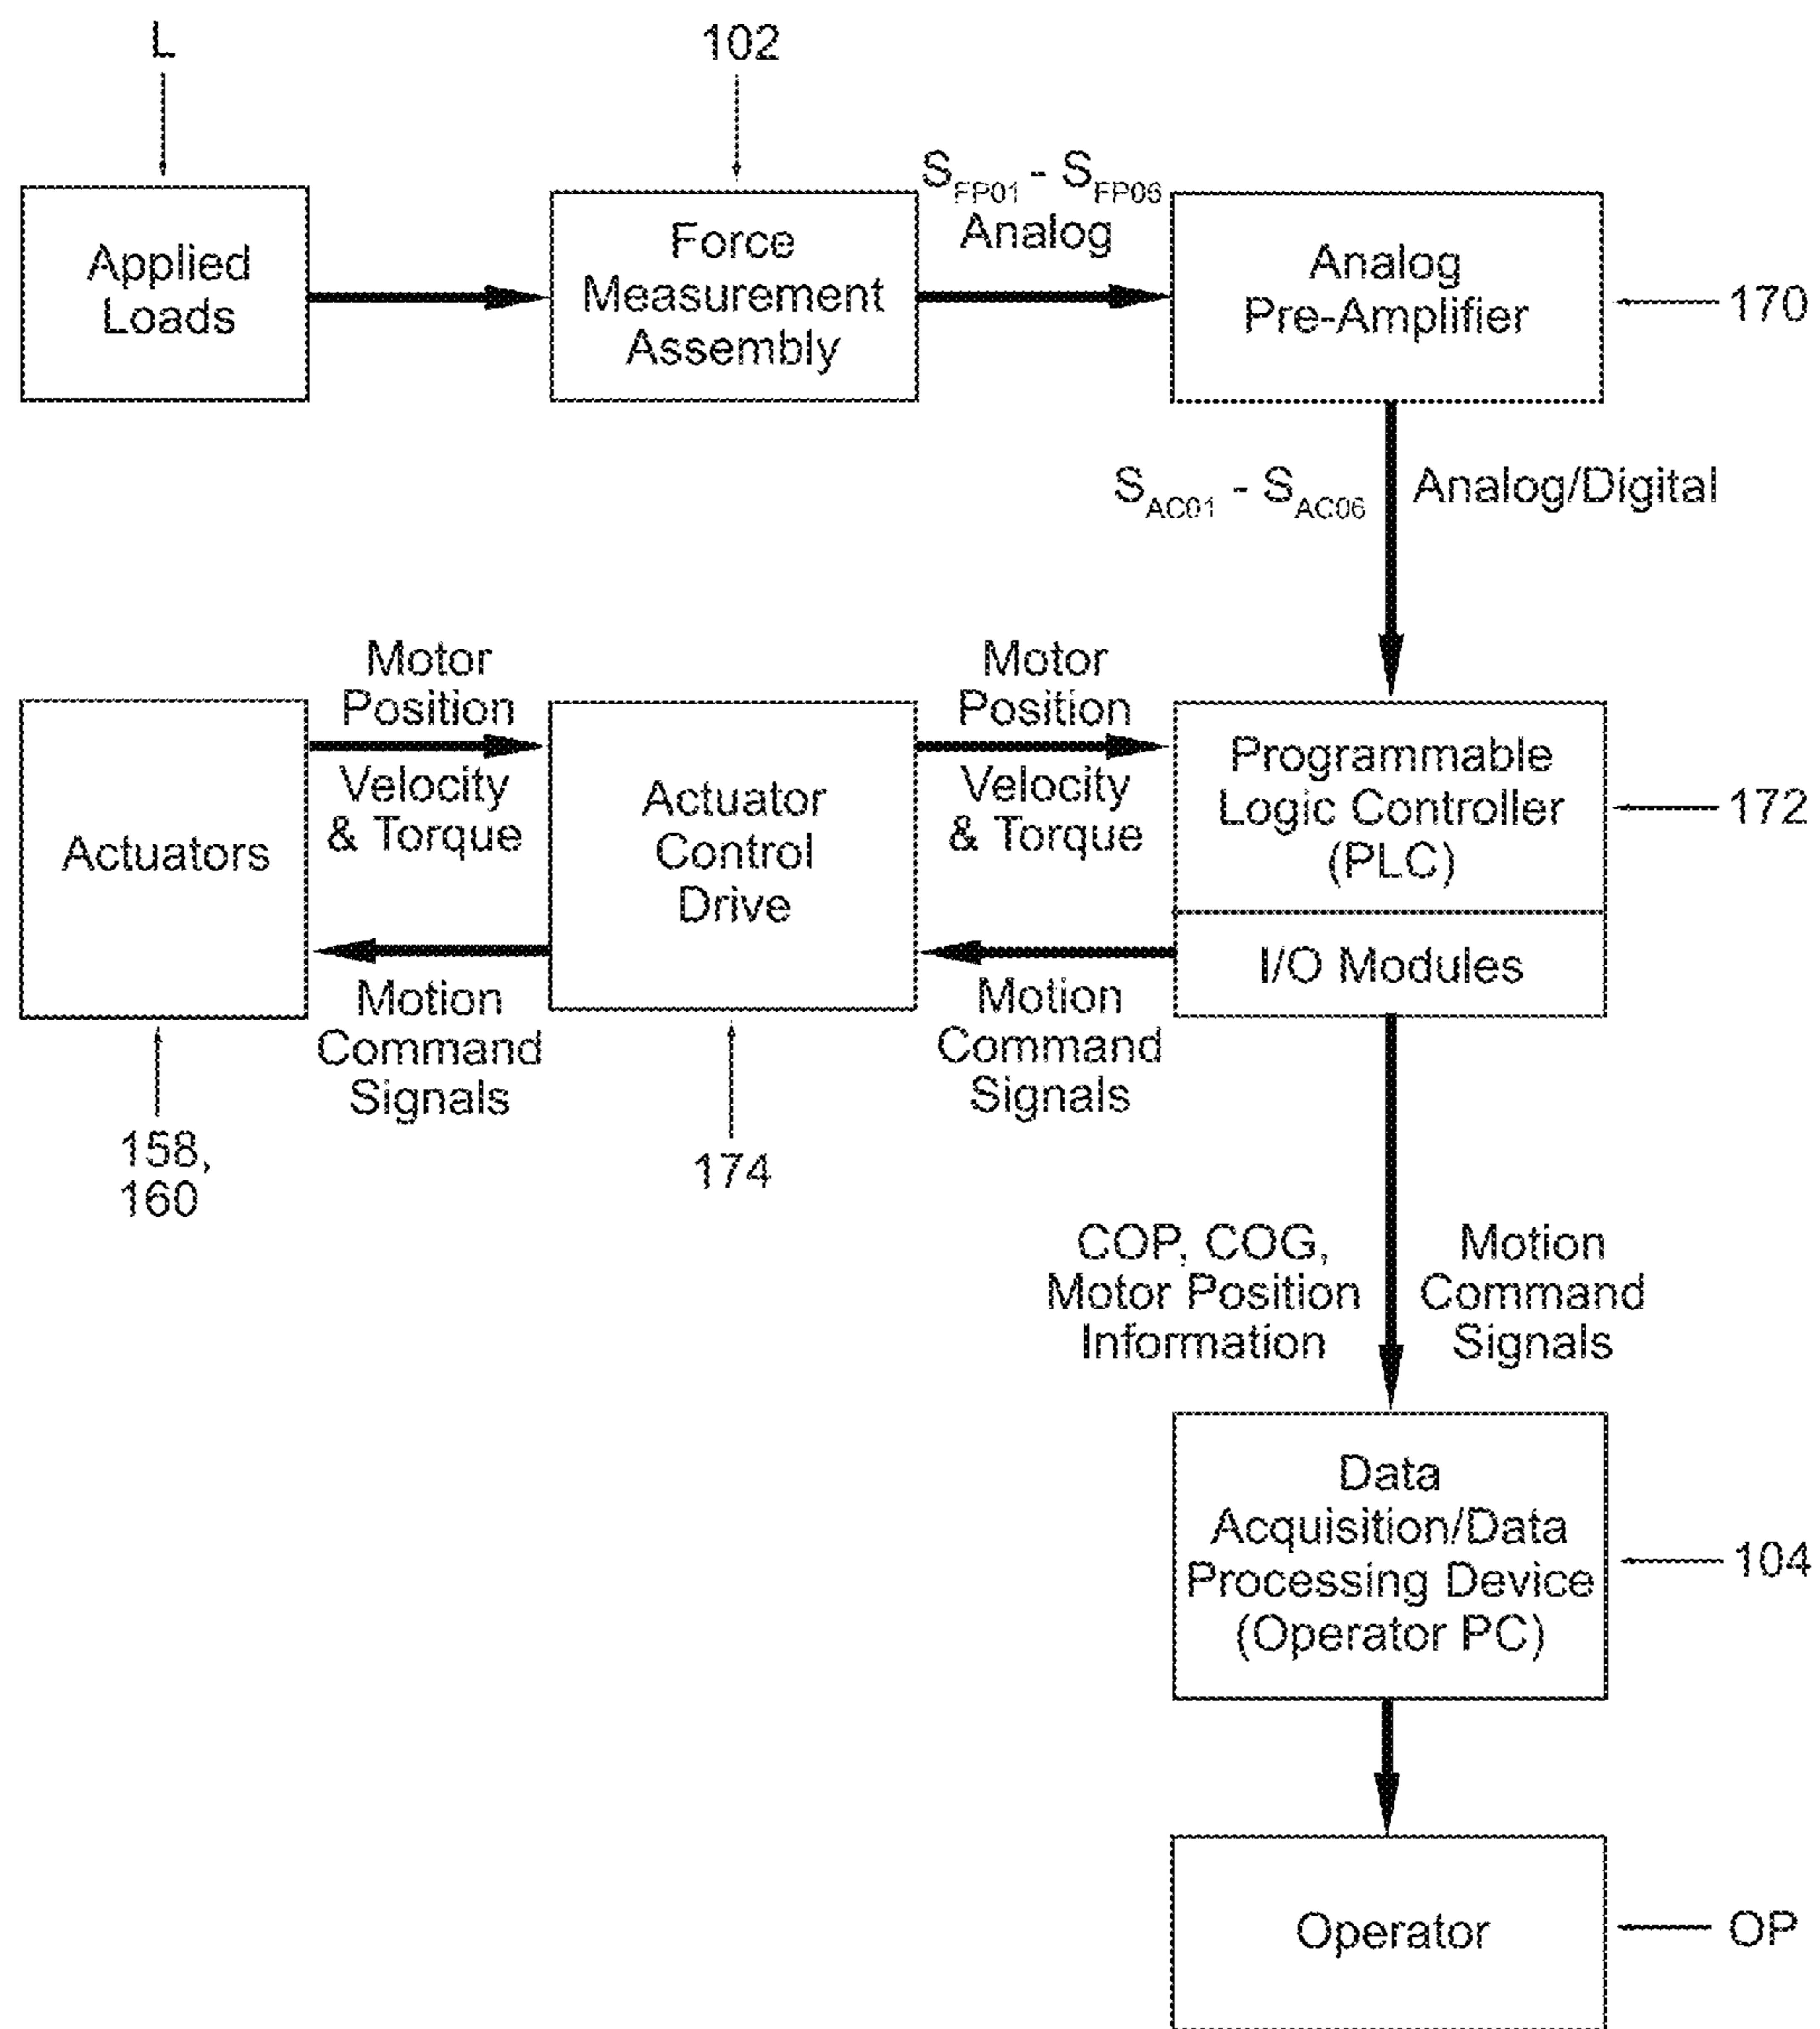 L
102
Applied
Loads
Force
Measurement
Assembly
S_FP01 - S_FP06
Analog
Analog
Pre-Amplifier
170
S_AC01 - S_AC06
Analog/Digital
Actuators
Motor
Position
Velocity
& Torque
Motion
Command
Signals
158,
160
Actuator
Control
Drive
174
Motor
Position
Velocity
& Torque
Motion
Command
Signals
Programmable
Logic Controller
(PLC)
I/O Modules
172
COP, COG,
Motor Position
Information
Motion
Command
Signals
Data
Acquisition/Data
Processing Device
(Operator PC)
104
Operator
OP